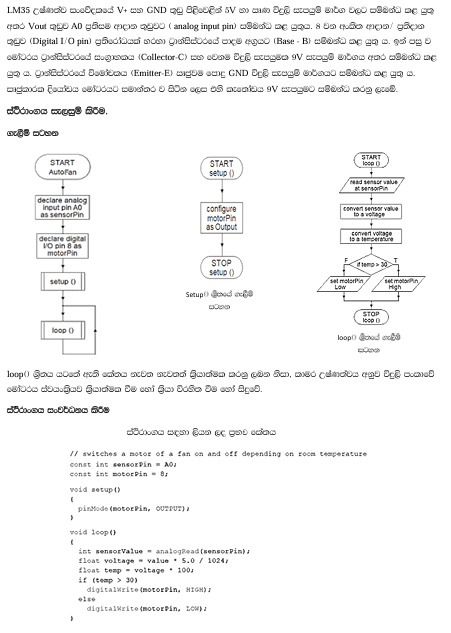 LM35 උෂ්ණත්ව සංවේදකයේ V+ සහ GND තුඩු පිළිවෙළින් 5V හා ඍණ විදුලි සැපයුම් මාර්ග වලට සම්බන්ධ කළ යුතු
අතර Vout තුඩුව A0 ප්‍රතිසම ආදාන තුඩුවට ( analog input pin) සම්බන්ධ කළ යුතුය. 8 වන අංකිත ආදාන/ ප්‍රතිදාන
තුඩුව (Digital I/O pin) ප්‍රතිරෝධයක් හරහා ට්‍රාන්සිස්ටරයේ පාදම අග්‍රයට (Base - B) සම්බන්ධ කළ යුතු ය. ඉන් පසු ව
මෝටරය ට්‍රාන්සිස්ටරයේ සංග්‍රාහකය (Collector-C) සහ වෙනම විදුලි සැපයුමක 9V සැපයුම් මාර්ගය අතර සම්බන්ධ කළ
යුතු ය. ට්‍රාන්සිස්ටරයේ විමෝචකය (Emitter-E) සෘජුවම පොදු GND විදුලි සැපයුම් මාර්ගයට සම්බන්ධ කළ යුතු ය.
සෘජුකාරක දියෝඩය මෝටරයට සමාන්තර ව සිටින ලෙස එහි කැතෝඩය 9V සැපයුමට සම්බන්ධ කරනු ලැබේ.
ස්ථිරාංගය සැලසුම් කිරීම.
ගැලීම් සටහන
START
AutoFan
declare analog
input pin A0
as sensorPin
declare digital
I/O pin 8 as
motorPin
setup ()
loop ()
START
setup ()
configure
motorPin
as Output
STOP
setup ()
Setup() ශ්‍රිතයේ ගැලීම්
සටහන
START
loop ()
read sensor value
at sensorPin
convert sensor value
to a voltage
convert voltage
to a temperature
F
if temp > 30
T
set motorPin
Low
set motorPin
High
STOP
loop ()
loop() ශ්‍රිතයේ ගැලීම්
සටහන
loop() ශ්‍රිතය යටතේ ඇති කේතය නැවත නැවතත් ක්‍රියාත්මක කරනු ලබන නිසා, කාමර උෂ්ණත්වය අනුව විදුලි පංකාවේ
මෝටරය ස්වයංක්‍රීයව ක්‍රියාත්මක වීම හෝ ක්‍රියා විරහිත වීම හෝ සිදුවේ.
ස්ථිරාංගය සංවර්ධනය කිරීම
ස්ථිරාංගය සඳහා ලියන ලද ප්‍රභව කේතය
// switches a motor of a fan on and off depending on room temperature
const int sensorPin = A0;
const int motorPin = 8;
void setup()
{
pinMode(motorPin, OUTPUT);
}
void loop()
{
int sensorValue = analogRead(sensorPin);
float voltage = value * 5.0 / 1024;
float temp = voltage * 100;
if (temp > 30)
digitalWrite(motorPin, HIGH);
else
digitalWrite(motorPin, LOW);
}